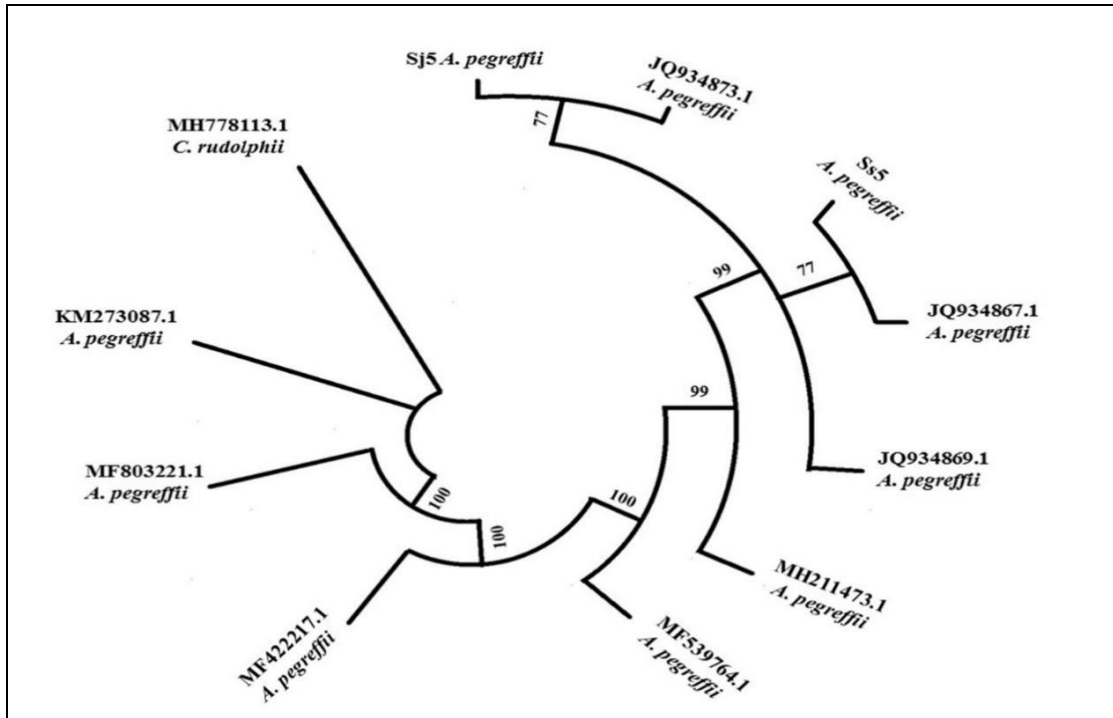 Sj5 A. pegreffii
JQ934873.1
A. pegreffii
77
MH778113.1
C. rudolphii
Ss5
A. pegreffii
99
77
KM273087.1
A. pegreffii
JQ934867.1
A. pegreffii
99
MF803221.1
A. pegreffii
JQ934869.1
A. pegreffii
100
100
100
MH211473.1
A. pegreffii
MF422217.1
A. pegreffii
MF539764.1
A. pegreffii